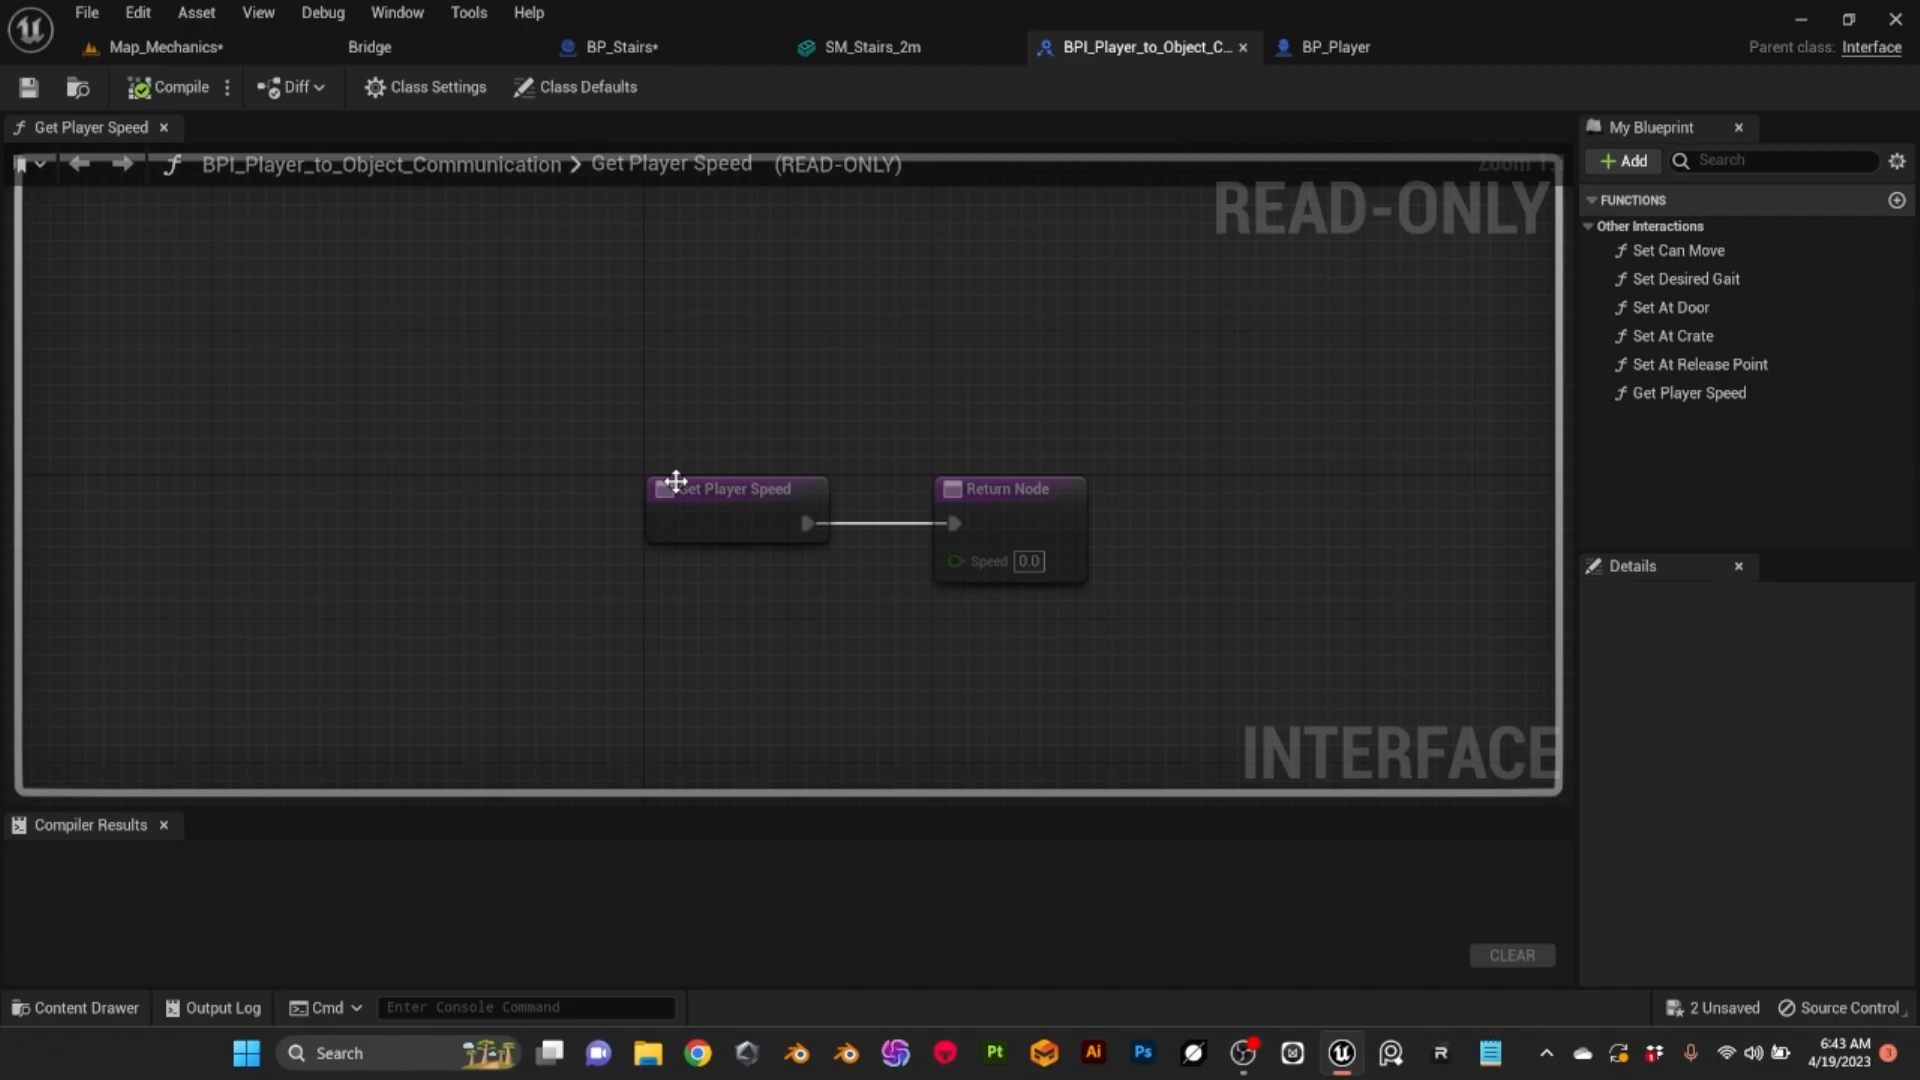 File Edit Asset View Debug Window Tools Help
Map_Mechanics* Bridge BP_Stairs* SM_Stairs_2m BPI_Player_to_Object_C... BP_Player Parent class: Interface
Compile Diff Class Settings Class Defaults
Get Player Speed My Blueprint
BPI_Player_to_Object_Communication > Get Player Speed (READ-ONLY)
+ Add Search
READ-ONLY
FUNCTIONS
Other Interactions
Set Can Move
Set Desired Gait
Set At Door
Set At Crate
Set At Release Point
Get Player Speed
Get Player Speed Return Node
Speed 0.0
Details
INTERFACE
Compiler Results
CLEAR
Content Drawer Output Log Cmd Enter Console Command 2 Unsaved Source Control
Search Pt Ai Ps R 6:43 AM
4/19/2023 3